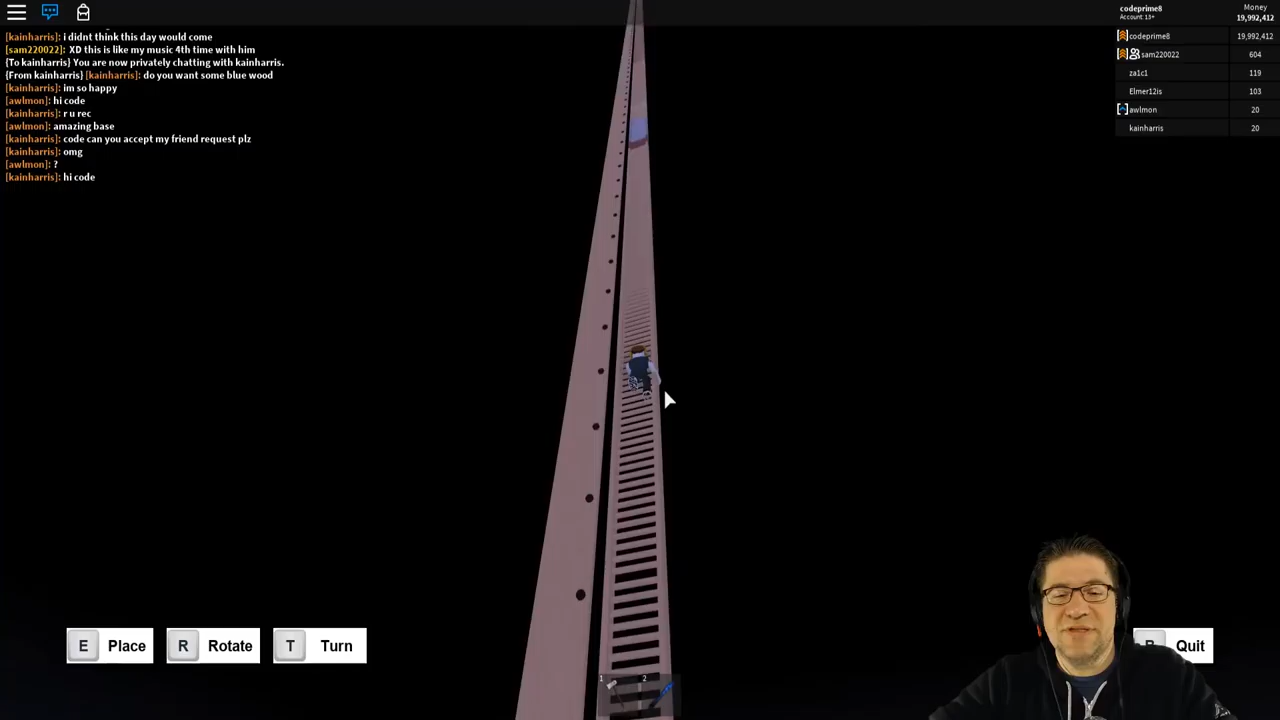 [kainharris]: i didnt think this day would come
[sam220022]: XD this is like my music 4th time with him
{To kainharris} You are now privately chatting with kainharris.
{From kainharris} [kainharris]: do you want some blue wood
[kainharris]: im so happy
[awlmon]: hi code
[kainharris]: r u rec
[awlmon]: amazing base
[kainharris]: code can you accept my friend request plz
[kainharris]: omg
[awlmon]: ?
[kainharris]: hi code
codeprime8 Money
Account: 13+ 19,992,412
codeprime8 19,992,412
sam220022 604
za1c1 119
Elmer12is 103
awlmon 20
kainharris 20
E Place R Rotate T Turn
Quit
1 2